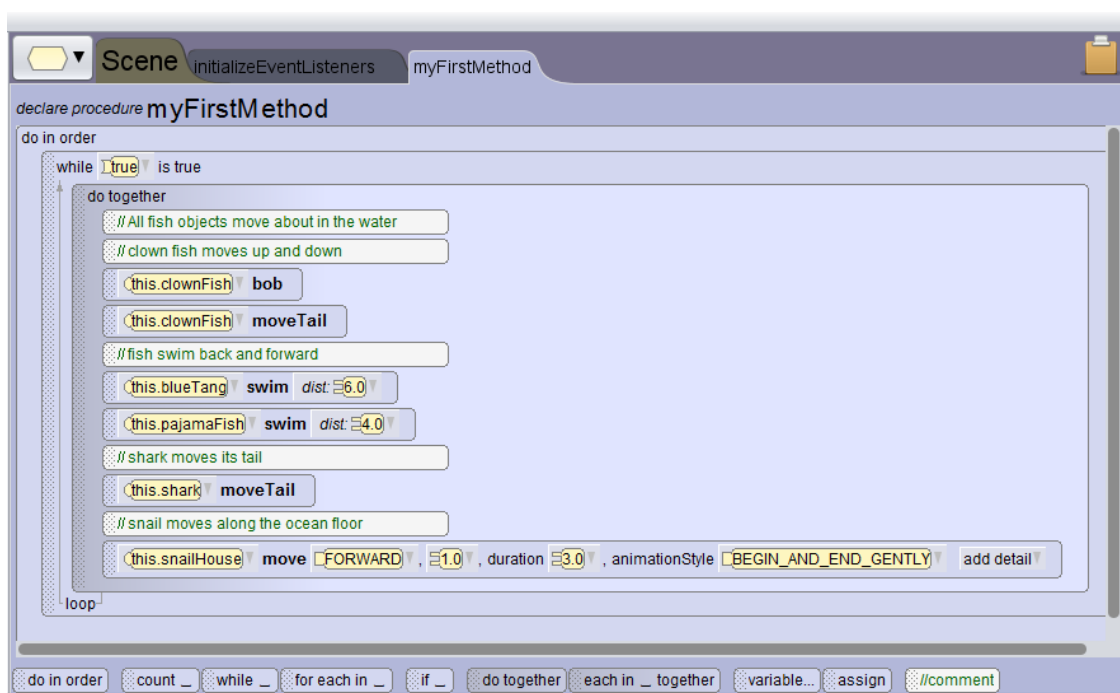 Scene initializeEventListeners myFirstMethod
declare procedure myFirstMethod
do in order
while true is true
do together
//All fish objects move about in the water
// clown fish moves up and down
this.clownFish bob
this.clownFish moveTail
//fish swim back and forward
this.blueTang swim dist: 6.0
this.pajamaFish swim dist: 4.0
// shark moves its tail
this.shark moveTail
// snail moves along the ocean floor
this.snailHouse move FORWARD , 1.0 , duration 3.0 , animationStyle BEGIN_AND_END_GENTLY add detail
loop
do in order count _ while _ for each in _ if _ do together each in _ together variable... assign //comment